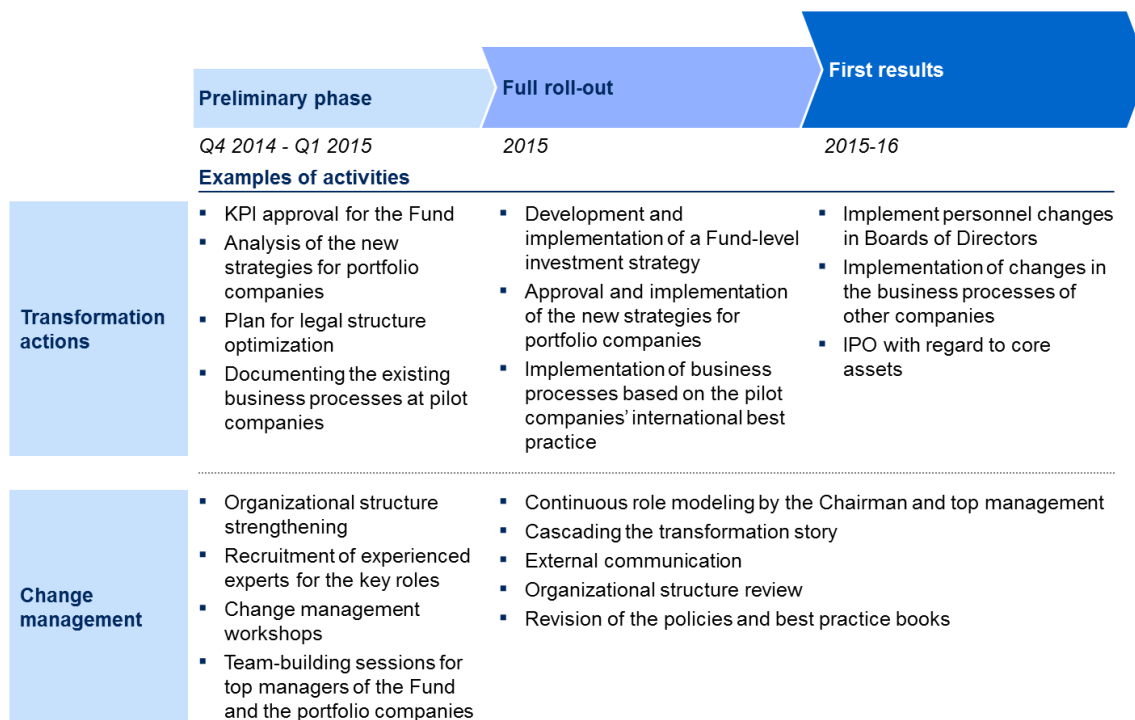 Preliminary phase
Full roll-out
First results
Q4 2014 - Q1 2015
2015
2015-16
Examples of activities
Transformation
actions
▪ KPI approval for the Fund
▪ Analysis of the new
strategies for portfolio
companies
▪ Plan for legal structure
optimization
▪ Documenting the existing
business processes at pilot
companies
▪ Development and
implementation of a Fund-level
investment strategy
▪ Approval and implementation
of the new strategies for
portfolio companies
▪ Implementation of business
processes based on the pilot
companies' international best
practice
▪ Implement personnel changes
in Boards of Directors
▪ Implementation of changes in
the business processes of
other companies
▪ IPO with regard to core
assets
Change
management
▪ Organizational structure
strengthening
▪ Recruitment of experienced
experts for the key roles
▪ Change management
workshops
▪ Team-building sessions for
top managers of the Fund
and the portfolio companies
▪ Continuous role modeling by the Chairman and top management
▪ Cascading the transformation story
▪ External communication
▪ Organizational structure review
▪ Revision of the policies and best practice books